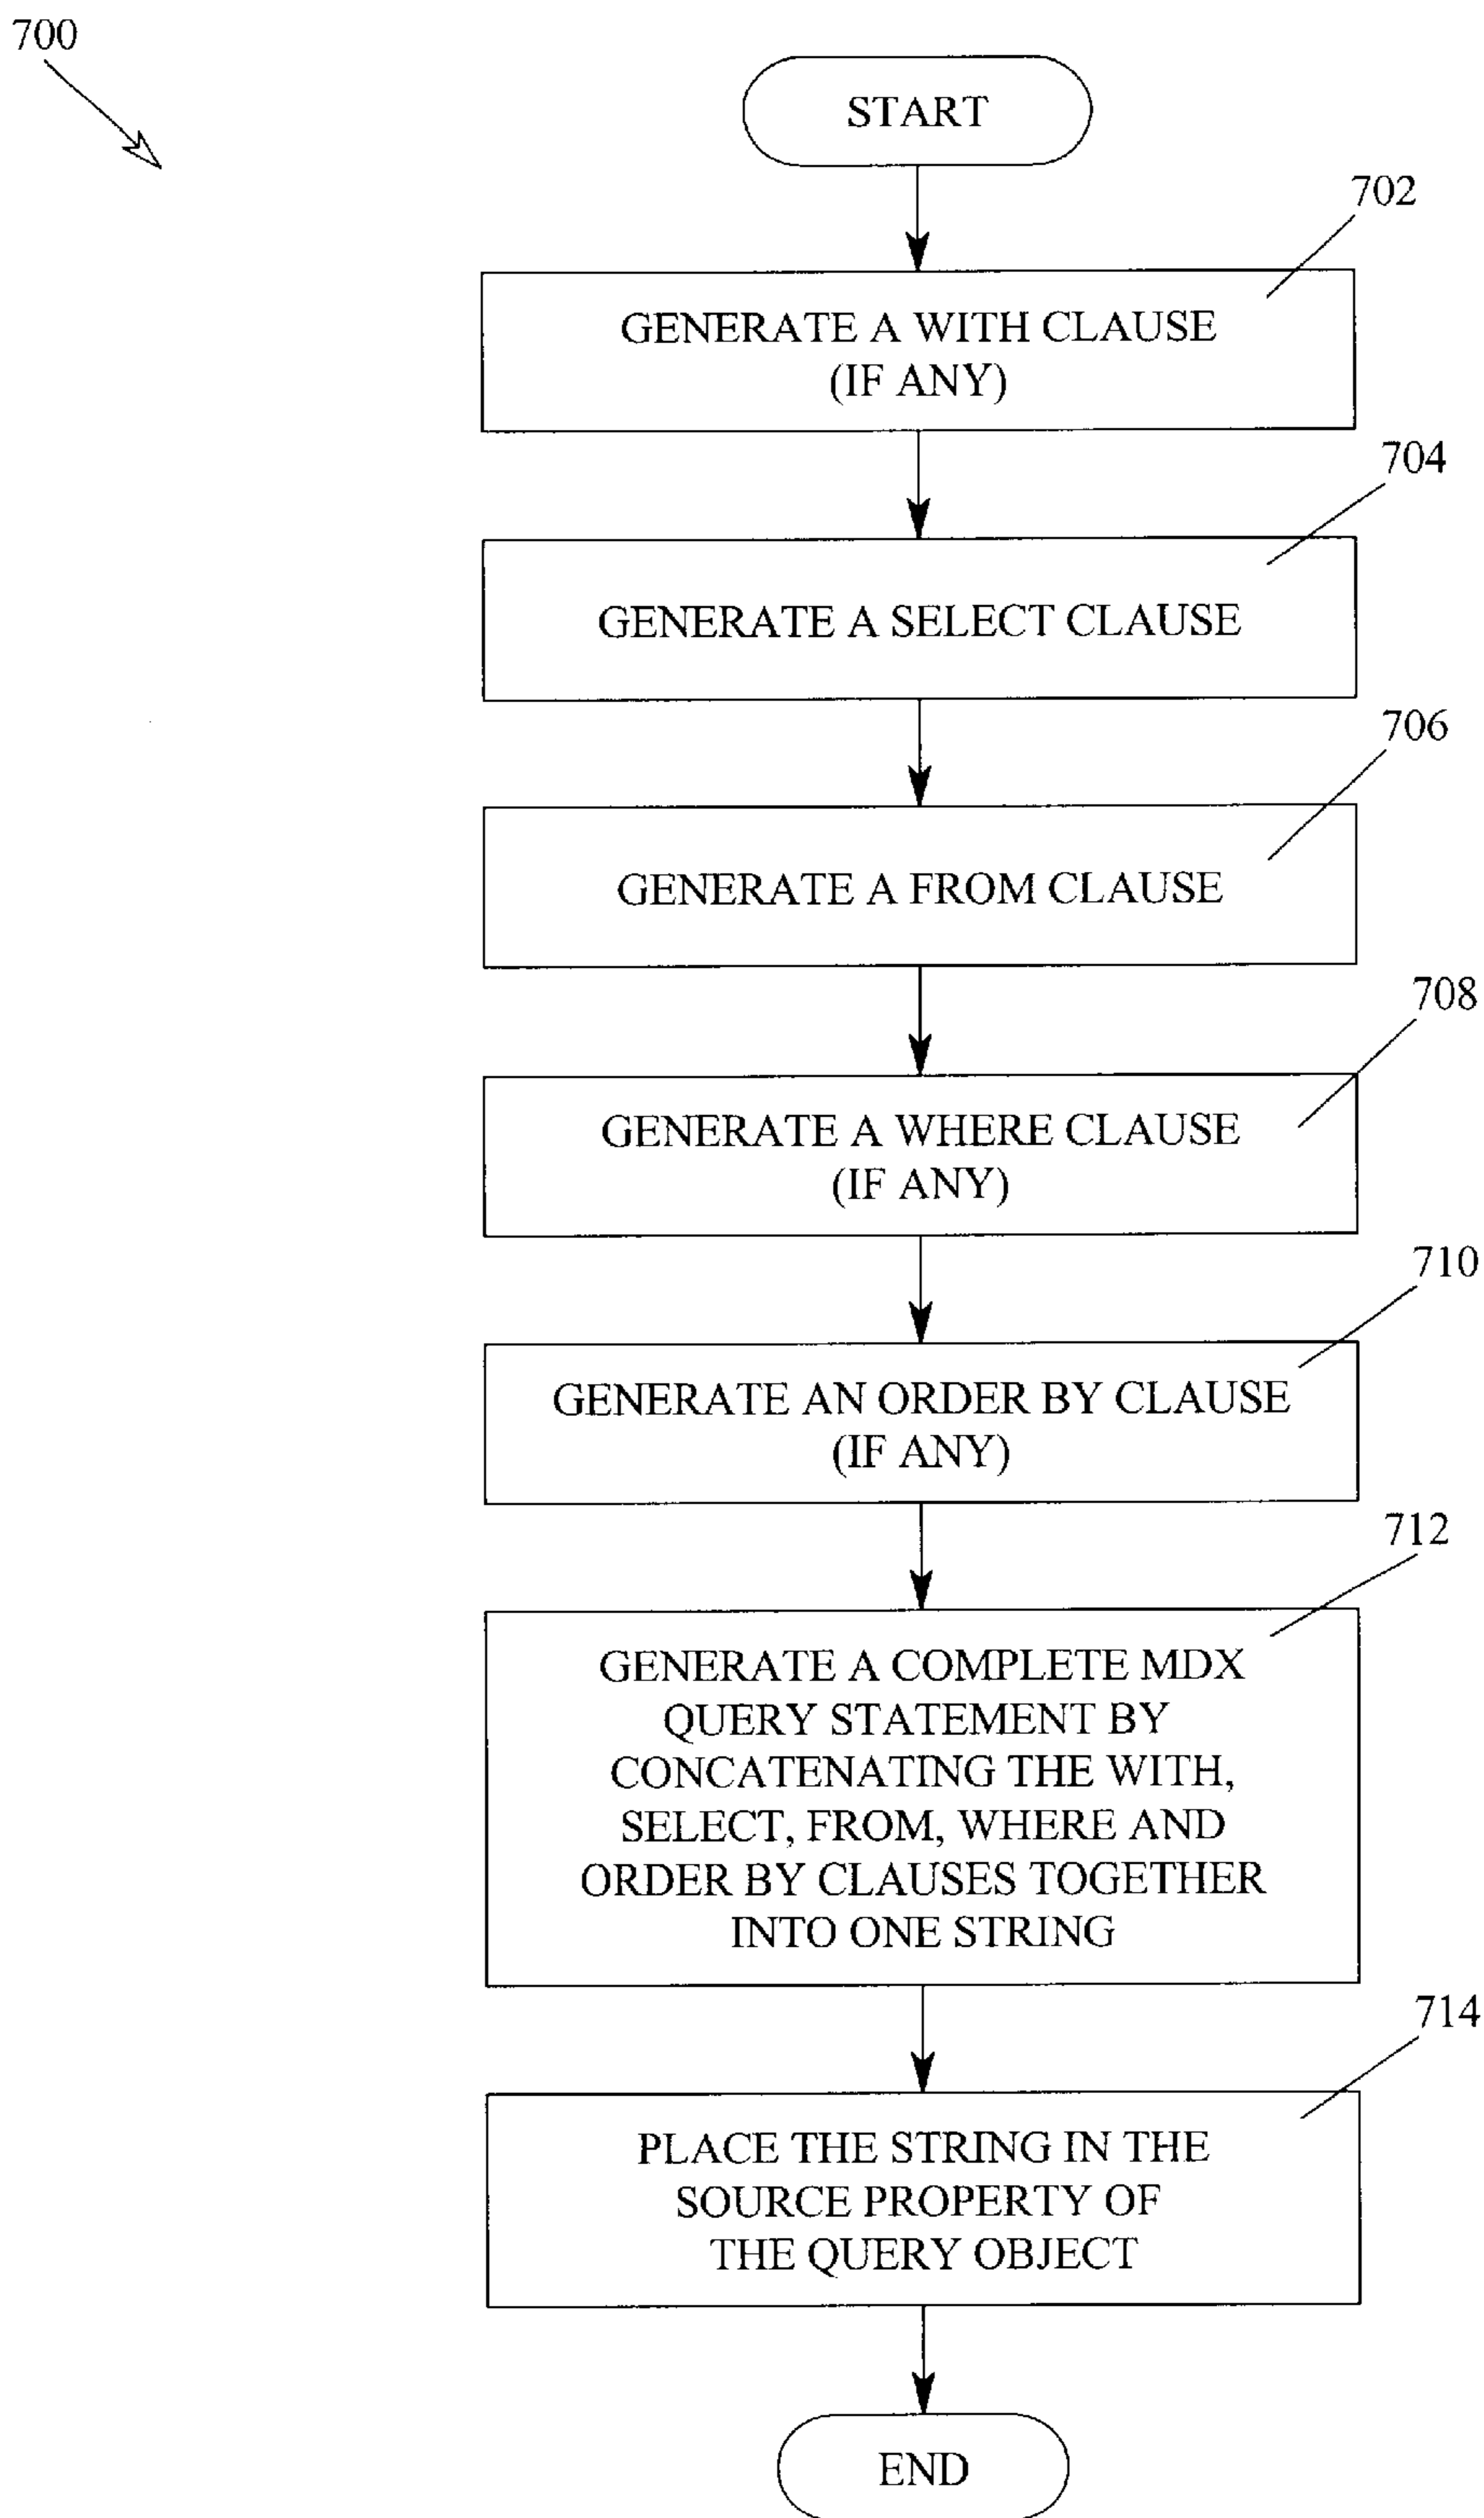 700
START
702
GENERATE A WITH CLAUSE
(IF ANY)
704
GENERATE A SELECT CLAUSE
706
GENERATE A FROM CLAUSE
708
GENERATE A WHERE CLAUSE
(IF ANY)
710
GENERATE AN ORDER BY CLAUSE
(IF ANY)
712
GENERATE A COMPLETE MDX
QUERY STATEMENT BY
CONCATENATING THE WITH,
SELECT, FROM, WHERE AND
ORDER BY CLAUSES TOGETHER
INTO ONE STRING
714
PLACE THE STRING IN THE
SOURCE PROPERTY OF
THE QUERY OBJECT
END